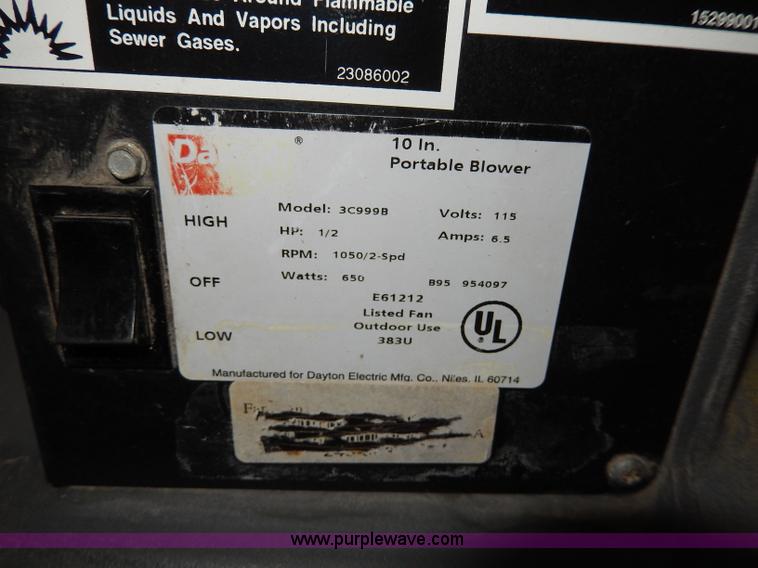 Around Flammable
Liquids And Vapors Including
Sewer Gases.
23086002
15299001
®
10 In.
Portable Blower
HIGH
Model: 3C999B Volts: 115
HP: 1/2 Amps: 6.5
RPM: 1050/2-Spd
OFF
Watts: 650 B95 954097
E61212
Listed Fan
Outdoor Use
383U
UL
®
LOW
Manufactured for Dayton Electric Mfg. Co., Niles, IL 60714
www.purplewave.com